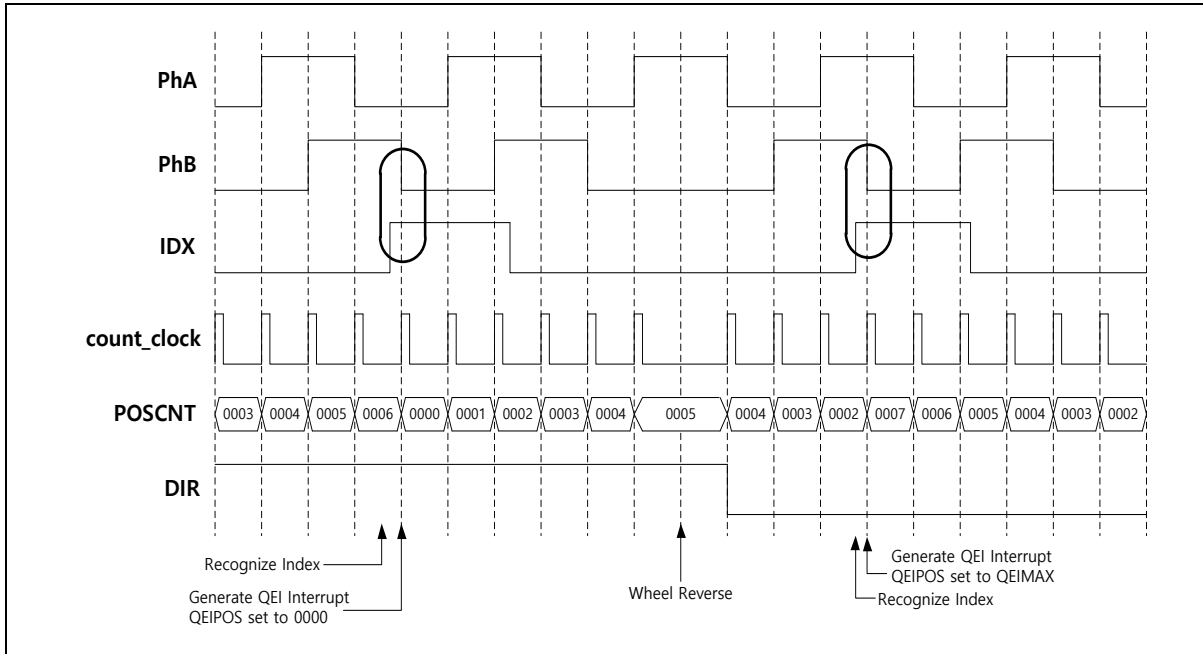 PhA
PhB
IDX
count_clock
POSCNT
0003 0004 0005 0006 0000 0001 0002 0003 0004 0005 0004 0003 0002 0007 0006 0005 0004 0003 0002
DIR
Recognize Index
Generate QEI Interrupt
QEIPOS set to 0000
Wheel Reverse
Generate QEI Interrupt
QEIPOS set to QEIMAX
Recognize Index